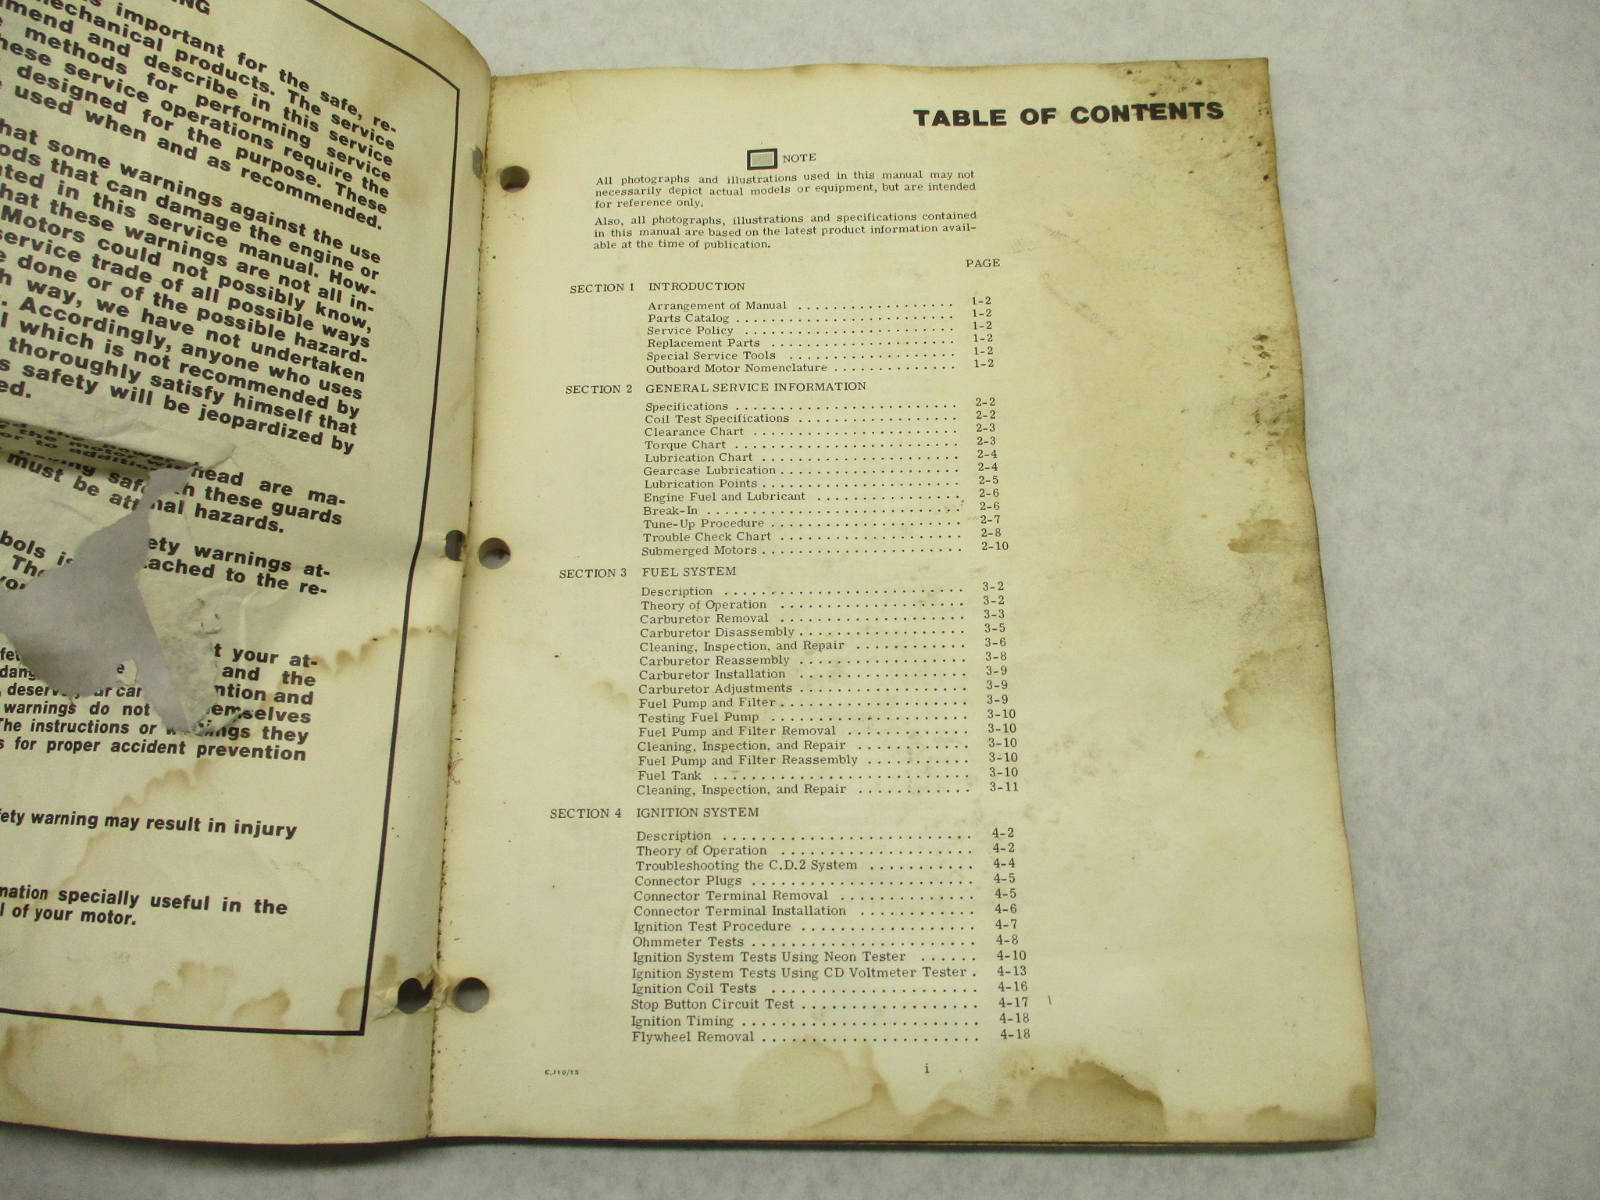 NG
s important for the safe, re-
mechanical products. The service
mmend and describe in this service
methods for performing service
hese service operations require the
designed for the purpose. These
used when and as recommended.
hat some warnings against the use
ods that can damage the engine or
ated in this service manual. How-
hat these warnings are not all in-
Motors could not possibly know,
service trade of all possible ways
e done or of the possible hazard-
h way, we have not undertaken
. Accordingly, anyone who uses
l which is not recommended by
thoroughly satisfy himself that
s safety will be jeopardized by
ed.
head are ma-
having saf h these guards
must be att nal hazards.
bols is ety warnings at-
The tached to the re-
t your at-
dang e and the
deserv ur car ntion and
warnings do not emselves
The instructions or w ings they
s for proper accident prevention
fety warning may result in injury
mation specially useful in the
l of your motor.
TABLE OF CONTENTS
NOTE
All photographs and illustrations used in this manual may not
necessarily depict actual models or equipment, but are intended
for reference only.
Also, all photographs, illustrations and specifications contained
in this manual are based on the latest product information avail-
able at the time of publication.
PAGE
SECTION 1 INTRODUCTION
Arrangement of Manual . . . . . . . . . . . . . . . . 1-2
Parts Catalog . . . . . . . . . . . . . . . . . . . . . . 1-2
Service Policy . . . . . . . . . . . . . . . . . . . . . 1-2
Replacement Parts . . . . . . . . . . . . . . . . . . . 1-2
Special Service Tools . . . . . . . . . . . . . . . . . 1-2
Outboard Motor Nomenclature . . . . . . . . . . . . . 1-2
SECTION 2 GENERAL SERVICE INFORMATION
Specifications . . . . . . . . . . . . . . . . . . . . . . 2-2
Coil Test Specifications . . . . . . . . . . . . . . . . . 2-2
Clearance Chart . . . . . . . . . . . . . . . . . . . . . 2-3
Torque Chart . . . . . . . . . . . . . . . . . . . . . . . 2-3
Lubrication Chart . . . . . . . . . . . . . . . . . . . . 2-4
Gearcase Lubrication . . . . . . . . . . . . . . . . . . 2-4
Lubrication Points . . . . . . . . . . . . . . . . . . . . 2-5
Engine Fuel and Lubricant . . . . . . . . . . . . . . . 2-6
Break-In . . . . . . . . . . . . . . . . . . . . . . . . . 2-6
Tune-Up Procedure . . . . . . . . . . . . . . . . . . . 2-7
Trouble Check Chart . . . . . . . . . . . . . . . . . . 2-8
Submerged Motors . . . . . . . . . . . . . . . . . . . . 2-10
SECTION 3 FUEL SYSTEM
Description . . . . . . . . . . . . . . . . . . . . . . . . 3-2
Theory of Operation . . . . . . . . . . . . . . . . . . . 3-2
Carburetor Removal . . . . . . . . . . . . . . . . . . . 3-3
Carburetor Disassembly . . . . . . . . . . . . . . . . . 3-5
Cleaning, Inspection, and Repair . . . . . . . . . . . 3-6
Carburetor Reassembly . . . . . . . . . . . . . . . . . 3-8
Carburetor Installation . . . . . . . . . . . . . . . . . 3-9
Carburetor Adjustments . . . . . . . . . . . . . . . . . 3-9
Fuel Pump and Filter . . . . . . . . . . . . . . . . . . 3-9
Testing Fuel Pump . . . . . . . . . . . . . . . . . . . . 3-10
Fuel Pump and Filter Removal . . . . . . . . . . . . 3-10
Cleaning, Inspection, and Repair . . . . . . . . . . . 3-10
Fuel Pump and Filter Reassembly . . . . . . . . . . 3-10
Fuel Tank . . . . . . . . . . . . . . . . . . . . . . . . . 3-10
Cleaning, Inspection, and Repair . . . . . . . . . . . 3-11
SECTION 4 IGNITION SYSTEM
Description . . . . . . . . . . . . . . . . . . . . . . . . 4-2
Theory of Operation . . . . . . . . . . . . . . . . . . . 4-2
Troubleshooting the C.D.2 System . . . . . . . . . . 4-4
Connector Plugs . . . . . . . . . . . . . . . . . . . . . 4-5
Connector Terminal Removal . . . . . . . . . . . . . 4-5
Connector Terminal Installation . . . . . . . . . . . 4-6
Ignition Test Procedure . . . . . . . . . . . . . . . . . 4-7
Ohmmeter Tests . . . . . . . . . . . . . . . . . . . . . 4-8
Ignition System Tests Using Neon Tester . . . . . . 4-10
Ignition System Tests Using CD Voltmeter Tester . 4-13
Ignition Coil Tests . . . . . . . . . . . . . . . . . . . . 4-16
Stop Button Circuit Test . . . . . . . . . . . . . . . . . 4-17
Ignition Timing . . . . . . . . . . . . . . . . . . . . . . 4-18
Flywheel Removal . . . . . . . . . . . . . . . . . . . . 4-18
EJ10/15
i